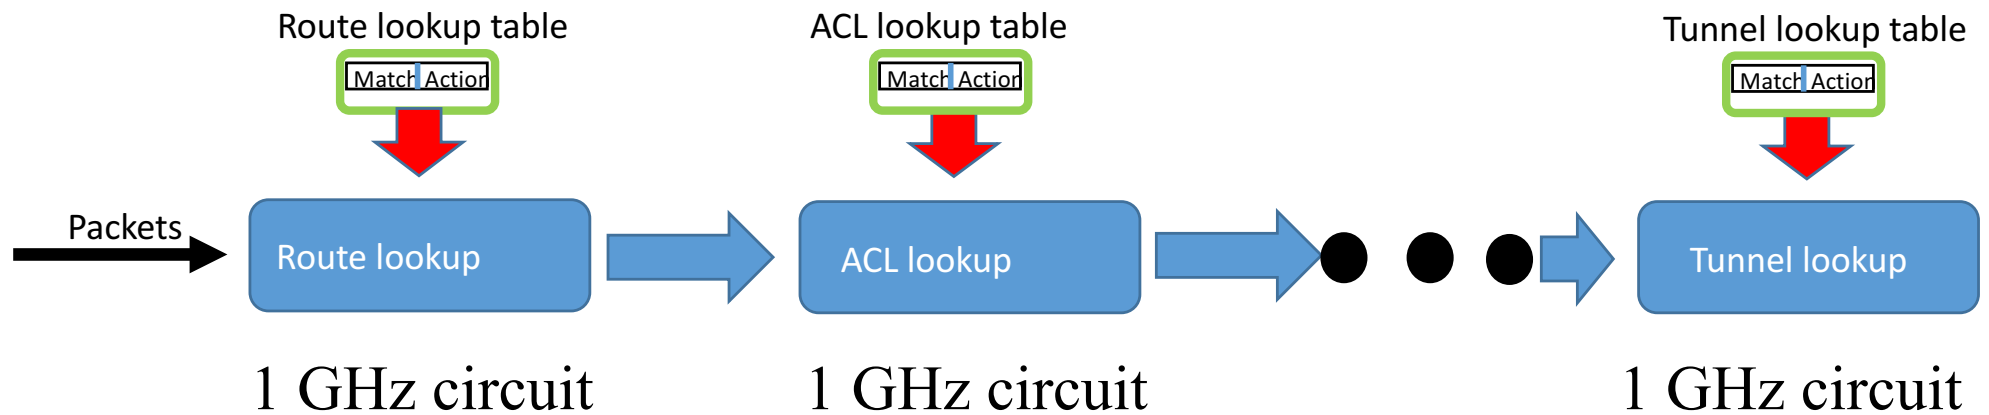 Route lookup table
ACL lookup table
Tunnel lookup table
Match Action
Match Action
Match Action
Packets
Route lookup
ACL lookup
Tunnel lookup
1 GHz circuit
1 GHz circuit
1 GHz circuit